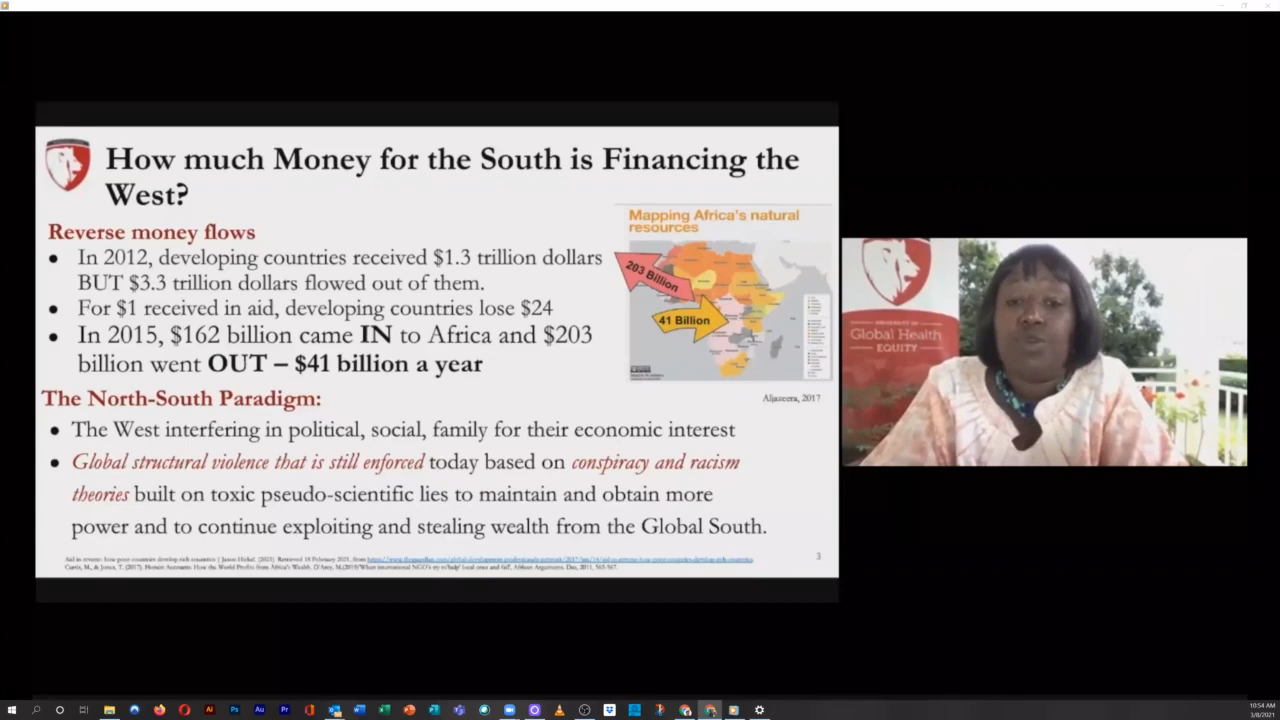 How much Money for the South is Financing the
West?
Reverse money flows
• In 2012, developing countries received $1.3 trillion dollars
BUT $3.3 trillion dollars flowed out of them.
• For $1 received in aid, developing countries lose $24
• In 2015, $162 billion came IN to Africa and $203
billion went OUT – $41 billion a year
Mapping Africa's natural
resources
203 Billion
41 Billion
Aljazeera, 2017
The North-South Paradigm:
• The West interfering in political, social, family for their economic interest
• Global structural violence that is still enforced today based on conspiracy and racism
theories built on toxic pseudo-scientific lies to maintain and obtain more
power and to continue exploiting and stealing wealth from the Global South.
3
UNIVERSITY OF
Global Health
EQUITY
10:54 AM
3/8/2021